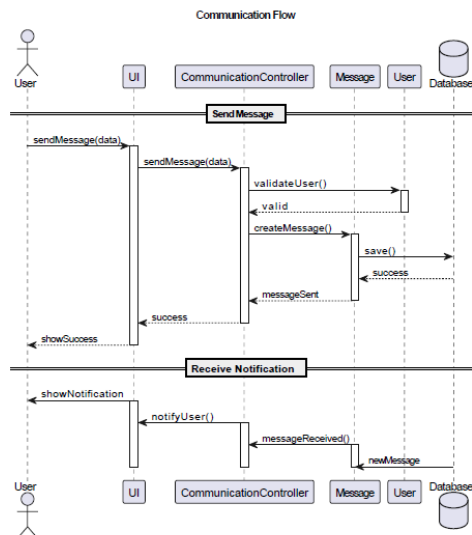 Communication Flow
User
UI
CommunicationController
Message
User
Database
Send Message
sendMessage(data)
sendMessage(data)
validateUser()
valid
createMessage()
save()
success
messageSent
success
showSuccess
Receive Notification
showNotification
notifyUser()
messageReceived()
newMessage
User
UI
CommunicationController
Message
User
Database